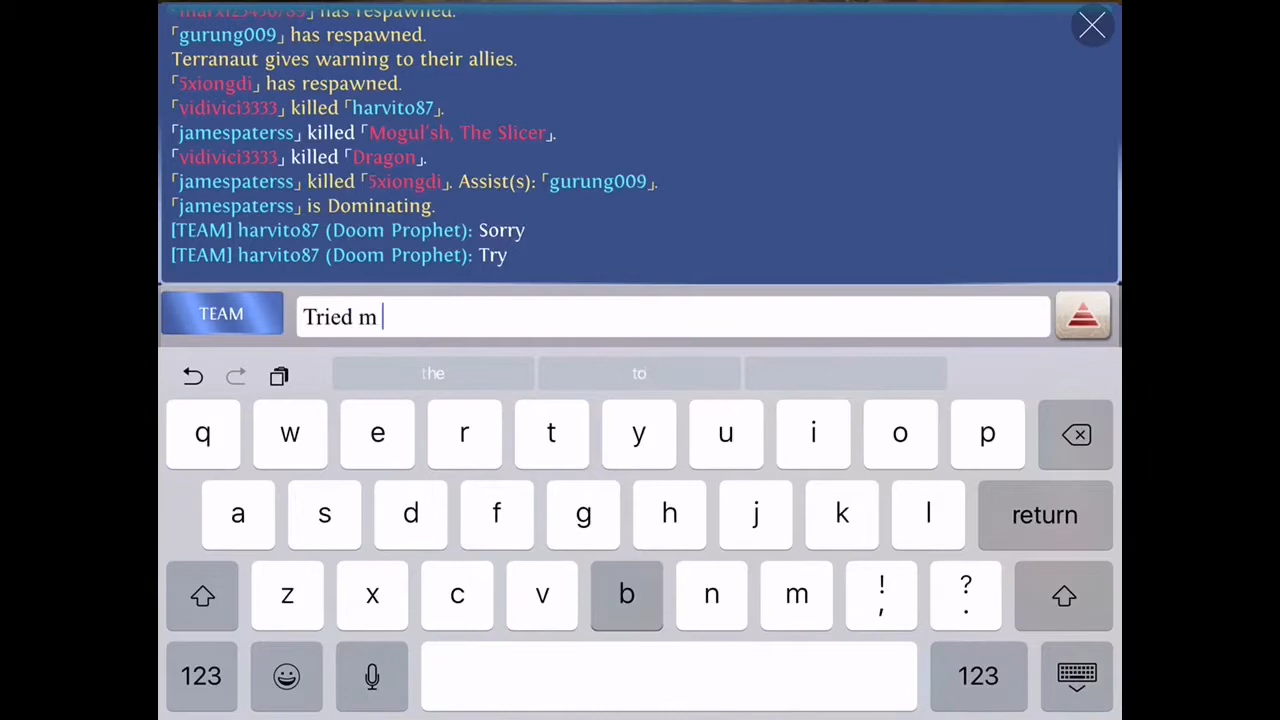 has respawned.
「gurung009」 has respawned.
Terranaut gives warning to their allies.
「5xiongdi」 has respawned.
「vidivici3333」 killed 「harvito87」.
「jamespaterss」 killed 「Mogul'sh, The Slicer」.
「vidivici3333」 killed 「Dragon」.
「jamespaterss」 killed 「5xiongdi」. Assist(s): 「gurung009」.
「jamespaterss」 is Dominating.
[TEAM] harvito87 (Doom Prophet): Sorry
[TEAM] harvito87 (Doom Prophet): Try
TEAM Tried m
the to
q w e r t y u i o p
a s d f g h j k l return
z x c v b n m ! , ? .
123 123